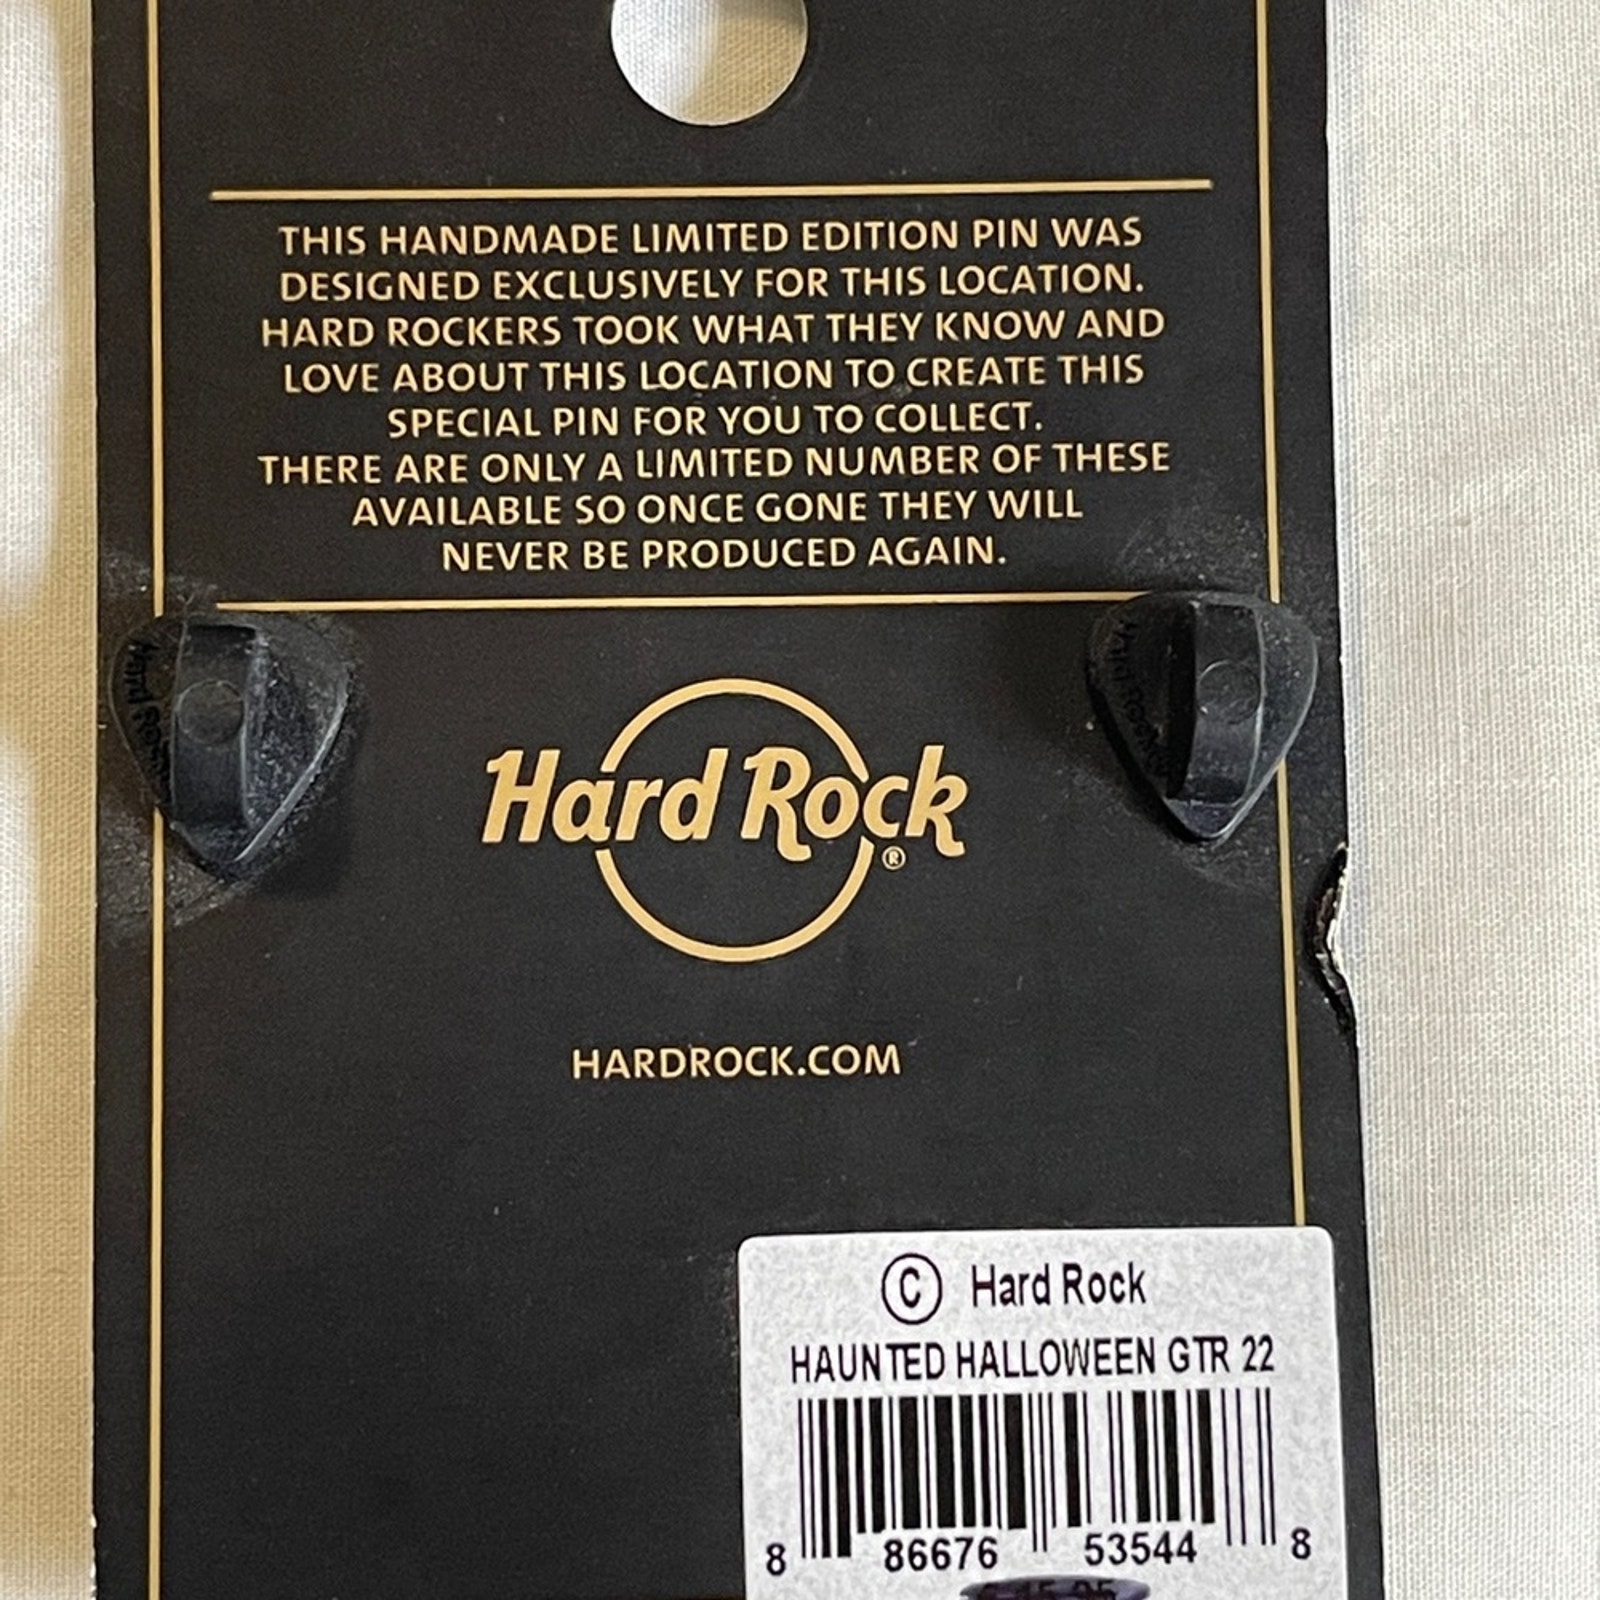 THIS HANDMADE LIMITED EDITION PIN WAS
DESIGNED EXCLUSIVELY FOR THIS LOCATION.
HARD ROCKERS TOOK WHAT THEY KNOW AND
LOVE ABOUT THIS LOCATION TO CREATE THIS
SPECIAL PIN FOR YOU TO COLLECT.
THERE ARE ONLY A LIMITED NUMBER OF THESE
AVAILABLE SO ONCE GONE THEY WILL
NEVER BE PRODUCED AGAIN.
Hard
Hard Rock
Hard Rock ®
HARDROCK.COM
© Hard Rock
HAUNTED HALLOWEEN GTR 22
8 86676 53544 8